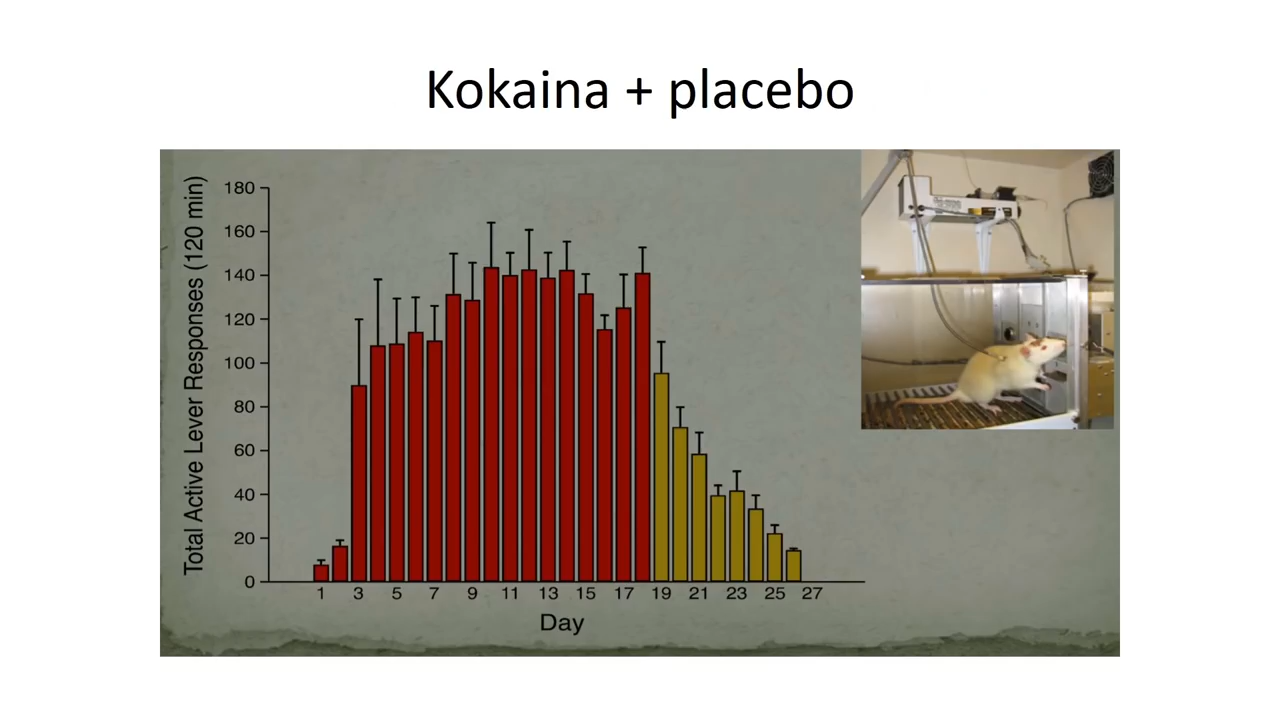 Kokaina + placebo
Total Active Lever Responses (120 min)
180
160
140
120
100
80
60
40
20
0
1 3 5 7 9 11 13 15 17 19 21 23 25 27
Day